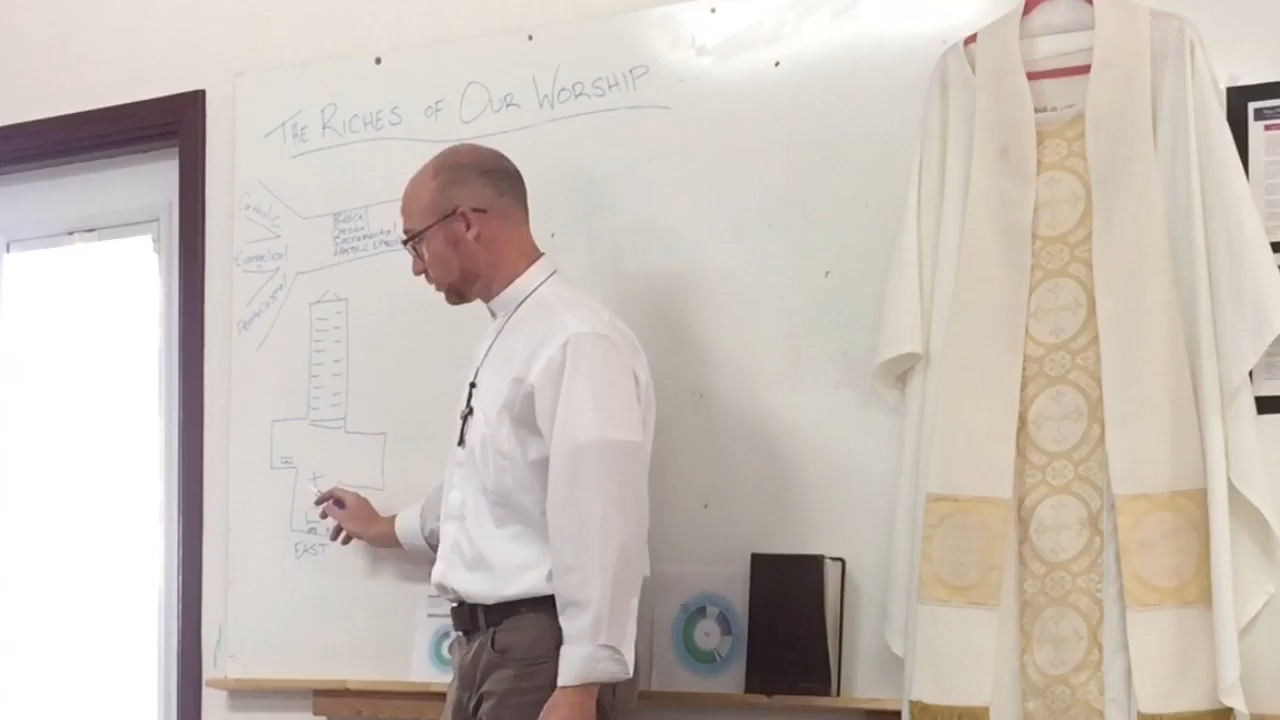 THE RICHES OF OUR WORSHIP
Catholic
Biblical
Creedal
Sacramental
Evangelical
Pentecostal
EAST